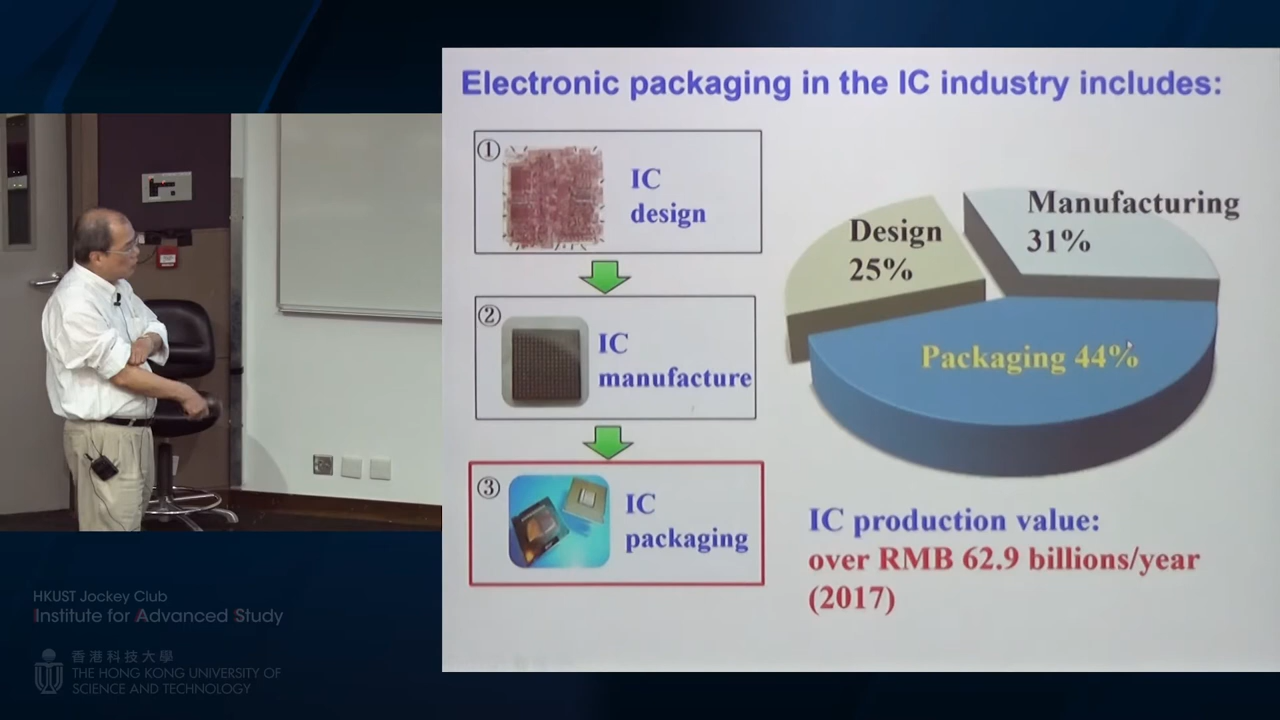 Electronic packaging in the IC industry includes:
①
IC
design
②
IC
manufacture
③
IC
packaging
Design
25%
Manufacturing
31%
Packaging 44%
IC production value:
over RMB 62.9 billions/year
(2017)
HKUST Jockey Club
Institute for Advanced Study
香港科技大學
THE HONG KONG UNIVERSITY OF
SCIENCE AND TECHNOLOGY